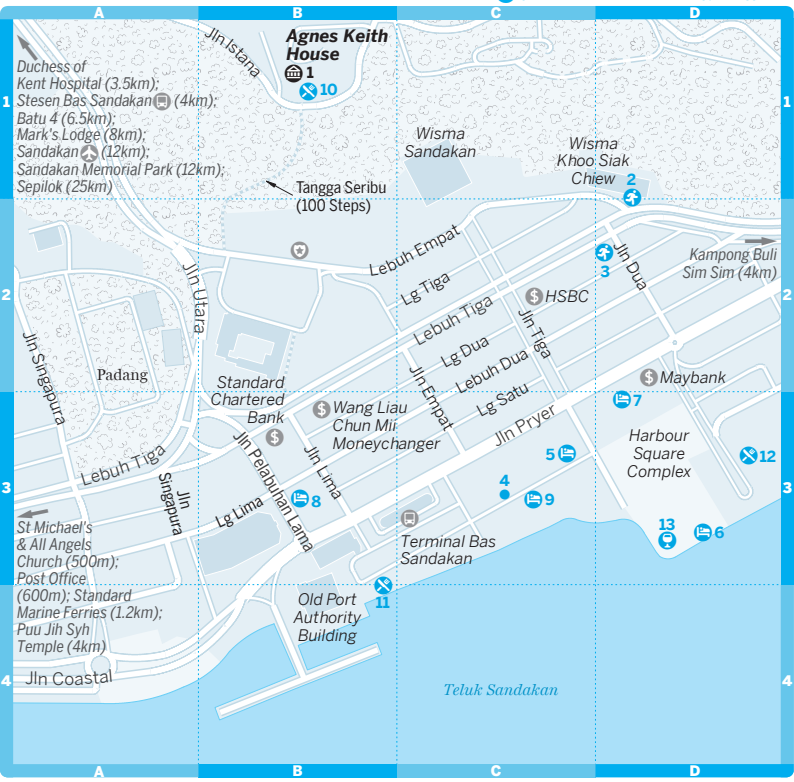 A
B
C
D
1
2
3
4
1
2
3
4
A
B
C
D
Jln Istana
Agnes Keith
House
1
10
Duchess of
Kent Hospital (3.5km);
Stesen Bas Sandakan (4km);
Batu 4 (6.5km);
Mark's Lodge (8km);
Sandakan (12km);
Sandakan Memorial Park (12km);
Sepilok (25km)
Tangga Seribu
(100 Steps)
Wisma
Sandakan
Wisma
Khoo Siak
Chiew
2
3
Jln Dua
Kampong Buli
Sim Sim (4km)
Lebuh Empat
Lg Tiga
Lebuh Tiga
HSBC
Jln Tiga
Lg Dua
Lebuh Dua
Lg Satu
Jln Empat
Jln Pryer
Jln Utara
Jln Singapura
Padang
Standard
Chartered
Bank
Wang Liau
Chun Mii
Moneychanger
Maybank
7
Harbour
Square
Complex
12
5
4
9
13
6
Lebuh Tiga
Jln
Singapura
Jln Pelabuhan Lama
Jln Lima
Lg Lima
8
Terminal Bas
Sandakan
11
Old Port
Authority
Building
St Michael's
& All Angels
Church (500m);
Post Office
(600m); Standard
Marine Ferries (1.2km);
Puu Jih Syh
Temple (4km)
Jln Coastal
Teluk Sandakan